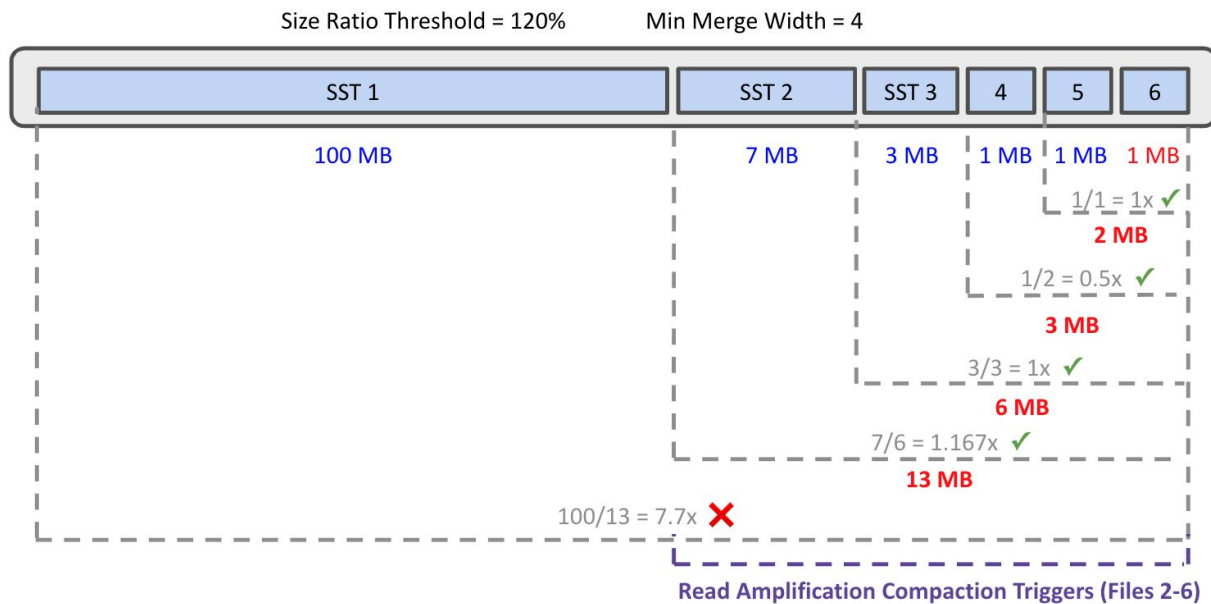 Size Ratio Threshold = 120% Min Merge Width = 4
SST 1 SST 2 SST 3 4 5 6
100 MB 7 MB 3 MB 1 MB 1 MB 1 MB
1/1 = 1x ✓
2 MB
1/2 = 0.5x ✓
3 MB
3/3 = 1x ✓
6 MB
7/6 = 1.167x ✓
13 MB
100/13 = 7.7x ✗
Read Amplification Compaction Triggers (Files 2-6)